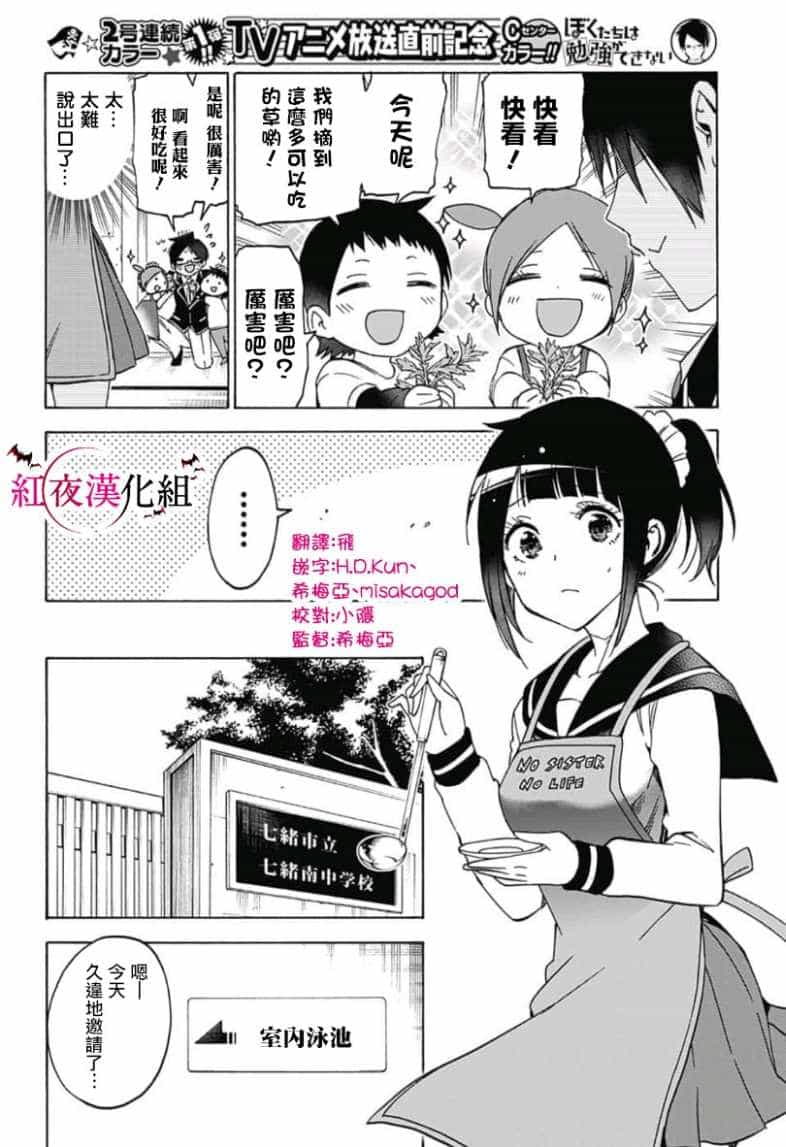 2号連続
カラー
第1弾!!
TVアニメ放送直前記念
Cセンター
カラー!!
ぼくたちは
勉強ができない
快看
快看！
今天呢
我們摘到
這麼多可以吃
的草喲！
厲害吧？
厲害吧？
是呢 很厲害！
啊 看起來
很好吃呢！
太…
太難
說出口了…
……
紅夜漢化組
翻譯:飛
嵌字:H.D.Kun、
希梅亞、misakagod
校對:小隱
監督:希梅亞
NO SISTER
NO LIFE
七緒市立
七緒南中学校
室內泳池
嗯—
今天
久違地邀請了…